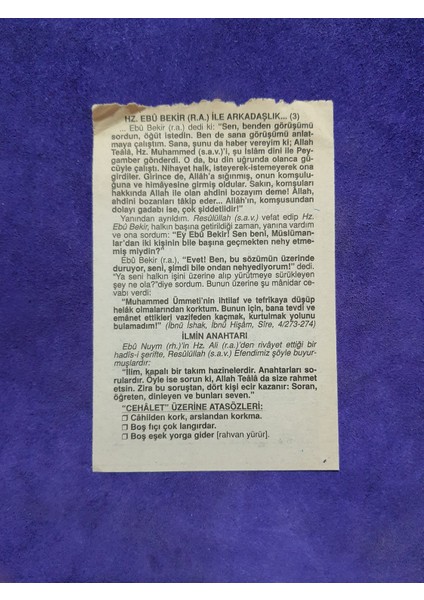 HZ. EBÛ BEKİR (R.A.) İLE ARKADAŞLIK... (3)
... Ebû Bekir (r.a.) dedi ki: "Sen, benden görüşümü
sordun, öğüt istedin. Ben de sana görüşümü anlat-
maya çalıştım. Sana, şunu da haber vereyim ki; Allah
Teâlâ, Hz. Muhammed (s.a.v.)'i, şu İslâm dîni ile Pey-
gamber gönderdi. O da, bu din uğrunda olanca gü-
cüyle çalıştı. Nihayet halk, isteyerek-istemeyerek ona
girdiler. Girince de, Allâh'a sığınmış, onun komşulu-
ğuna ve himâyesine girmiş oldular. Sakın, komşuları
hakkında Allah ile olan ahdini bozayım deme! Allah,
ahdini bozanları tâkip eder... Allâh'ın, komşusundan
dolayı gadabı ise, çok şiddetlidir!"
Yanından ayrıldım. Resûlüllah (s.a.v.) vefat edip Hz.
Ebû Bekir, halkın başına getirildiği zaman, yanına vardım
ve ona sordum: "Ey Ebû Bekir! Sen beni, Müslüman-
lar'dan iki kişinin bile başına geçmekten nehy etme-
miş miydin?"
Ebû Bekir (r.a.), "Evet! Ben, bu sözümün üzerinde
duruyor, seni, şimdi bile ondan nehyediyorum!" dedi.
"Ya seni halkın işini üzerine alıp yürütmeye sürükleyen
şey ne ola?"diye sordum. Bunun üzerine şu mânidar ce-
vabı verdi:
"Muhammed Ümmeti'nin ihtilaf ve tefrîkaya düşüp
helâk olmalarından korktum. Bunun için, bana tevdi ve
emânet ettikleri vazifeden kaçmak, kurtulmak yolunu
bulamadım!" (İbnü İshak, İbnü Hişâm, Sîre, 4/273-274)
İLMİN ANAHTARI
Ebû Nuym (rh.)'in Hz. Ali (r.a.)'den rivâyet ettiği bir
hadîs-i şerifte, Resûlüllah (s.a.v.) Efendimiz şöyle buyur-
muşlardır:
"İlim, kapalı bir takım hazinelerdir. Anahtarları so-
rulardır. Öyle ise sorun ki, Allah Teâlâ da size rahmet
etsin. Zira bu soruştan, dört kişi ecir kazanır: Soran,
öğreten, dinleyen ve bunları seven."
"CEHÂLET" ÜZERİNE ATASÖZLERİ:
❒ Câhilden kork, arslandan korkma.
❒ Boş fıçı çok langırdar.
❒ Boş eşek yorga gider [rahvan yürür].